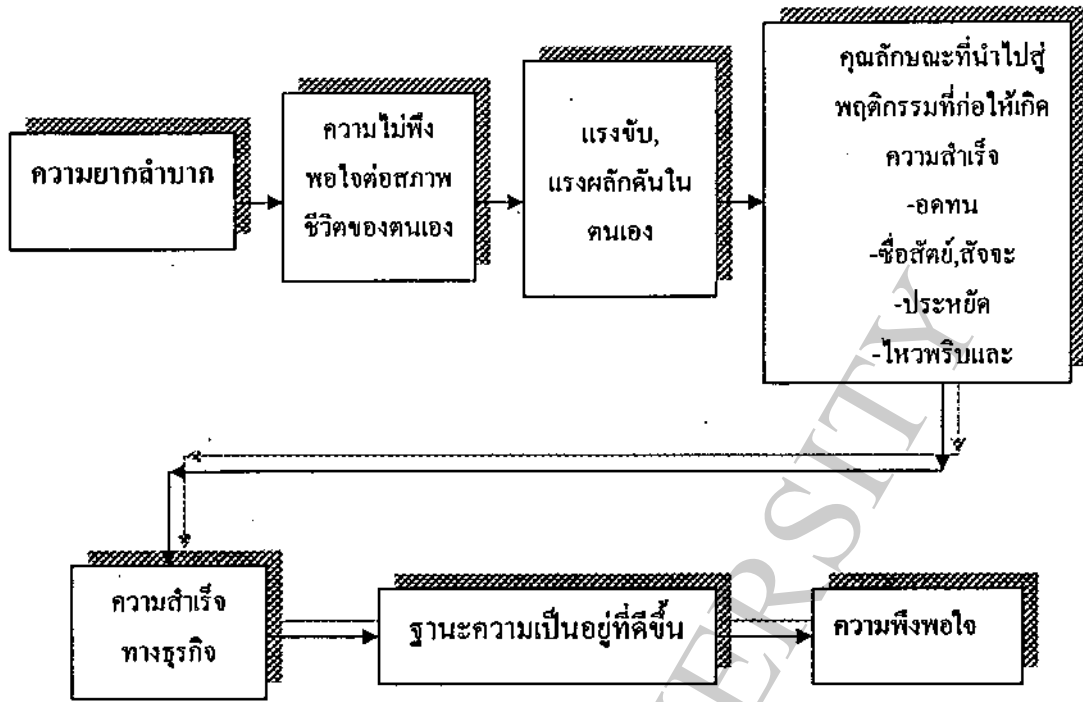 ความยากลำบาก
ความไม่พึง
พอใจต่อสภาพ
ชีวิตของตนเอง
แรงขับ,
แรงผลักดันใน
ตนเอง
คุณลักษณะที่นำไปสู่
พฤติกรรมที่ก่อให้เกิด
ความสำเร็จ
-อดทน
-ซื่อสัตย์,สัจจะ
-ประหยัด
-ไหวพริบและ
ความสำเร็จ
ทางธุรกิจ
ฐานะความเป็นอยู่ที่ดีขึ้น
ความพึงพอใจ
VERSITY